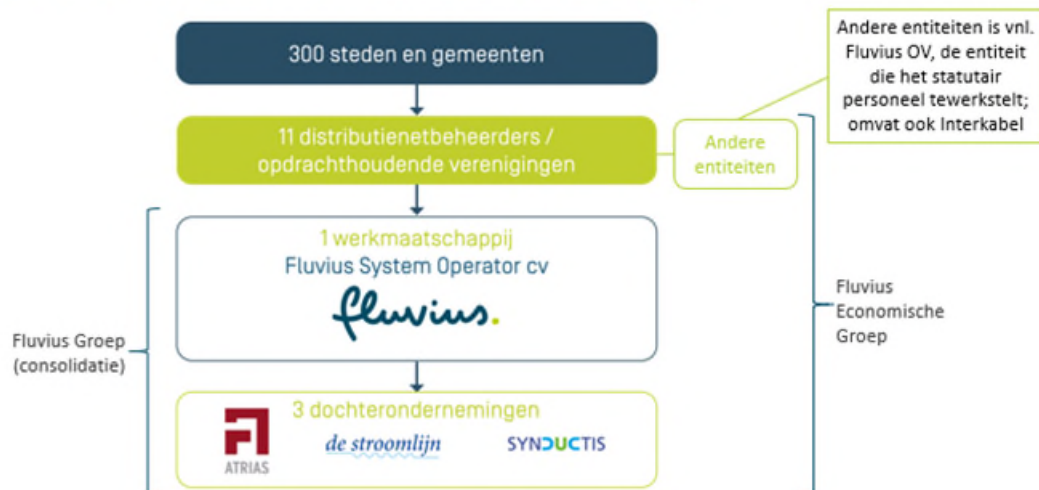 300 steden en gemeenten
Andere entiteiten is vnl.
Fluvius OV, de entiteit
die het statutair
personeel tewerkstelt;
omvat ook Interkabel
11 distributienetbeheerders /
opdrachthoudende verenigingen
Andere
entiteiten
1 werkmaatschappij
Fluvius System Operator cv
fluvius.
Fluvius
Economische
Groep
Fluvius Groep
(consolidatie)
3 dochterondernemingen
ATRIAS
de stroomlijn
SYNDUCTIS